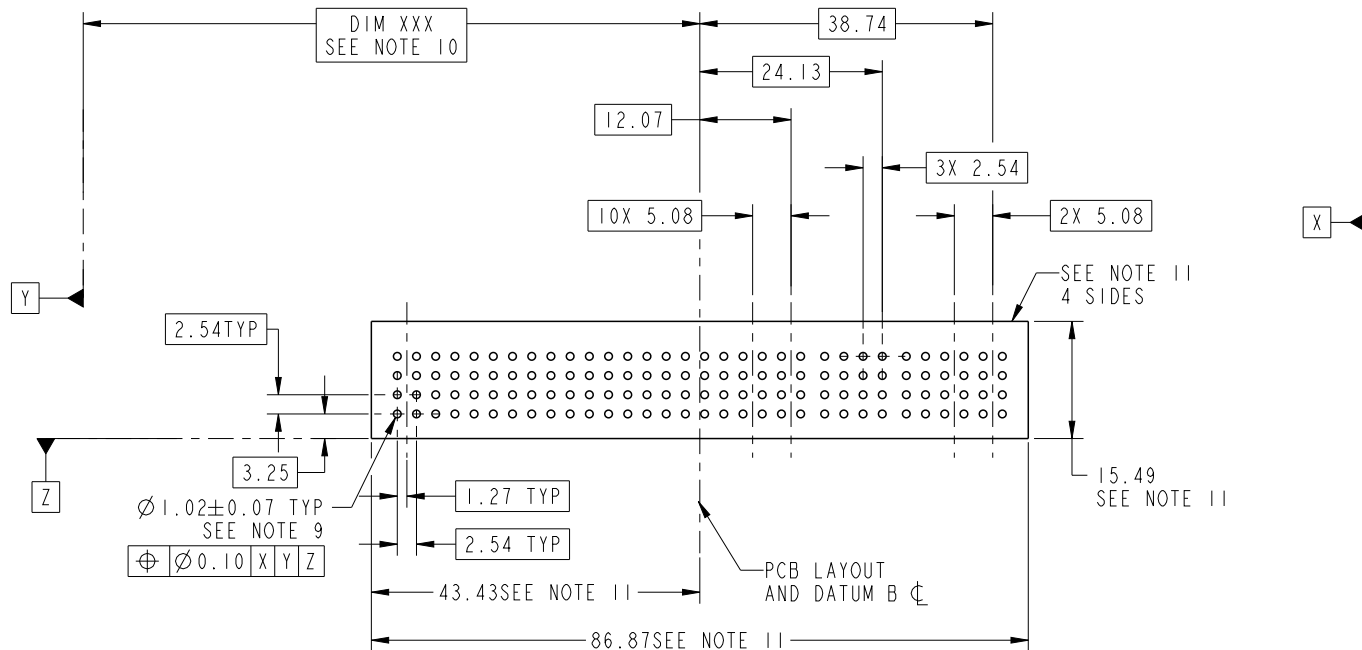 DIM XXX
SEE NOTE 10
38.74
24.13
12.07
3X 2.54
10X 5.08
2X 5.08
X
Y
SEE NOTE 11
4 SIDES
2.54TYP
3.25
Z
1.27 TYP
15.49
SEE NOTE 11
Ø1.02±0.07 TYP
SEE NOTE 9
2.54 TYP
⌖ Ø0.10 X Y Z
PCB LAYOUT
AND DATUM B ℄
43.43SEE NOTE 11
86.87SEE NOTE 11